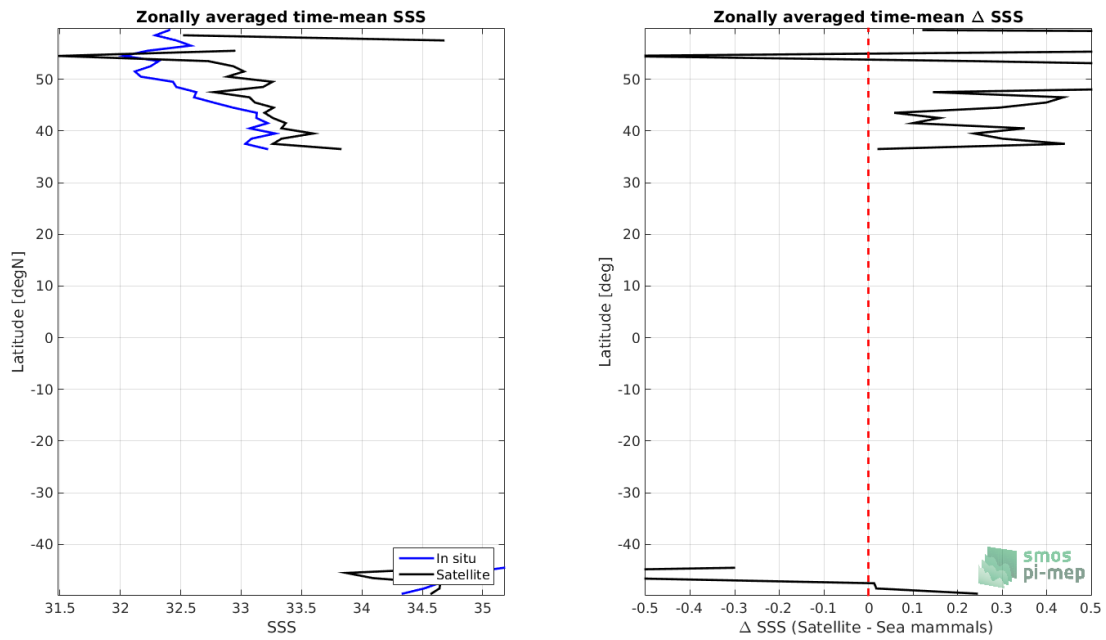 Zonally averaged time-mean SSS
50
40
30
20
10
0
-10
-20
-30
-40
Latitude [degN]
In situ
Satellite
31.5 32 32.5 33 33.5 34 34.5 35
SSS
Zonally averaged time-mean Δ SSS
50
40
30
20
10
0
-10
-20
-30
-40
Latitude [deg]
smos
pi-mep
-0.5 -0.4 -0.3 -0.2 -0.1 0 0.1 0.2 0.3 0.4 0.5
Δ SSS (Satellite - Sea mammals)